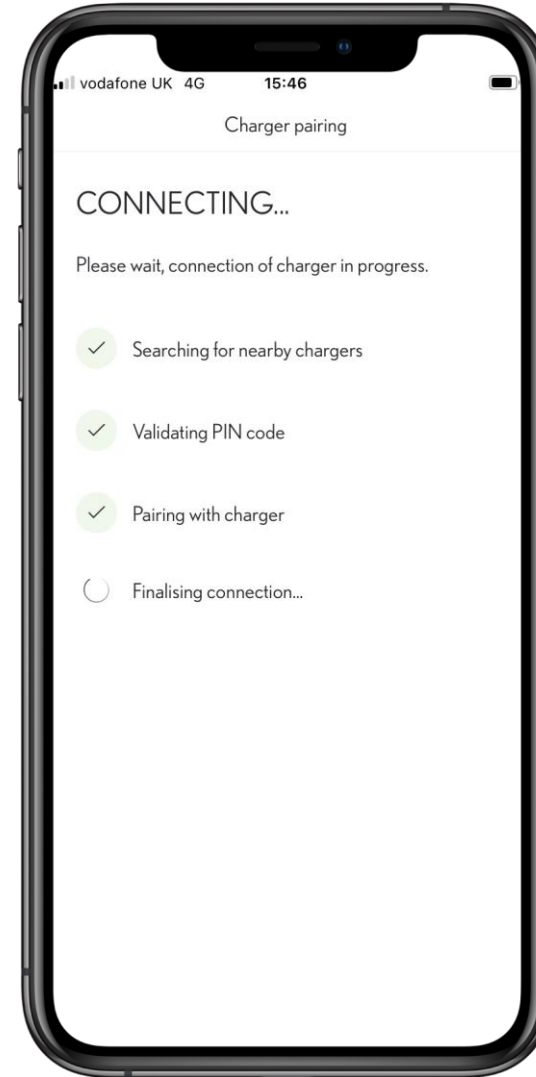 vodafone UK 4G 15:46
Charger pairing
CONNECTING...
Please wait, connection of charger in progress.
Searching for nearby chargers
Validating PIN code
Pairing with charger
Finalising connection...